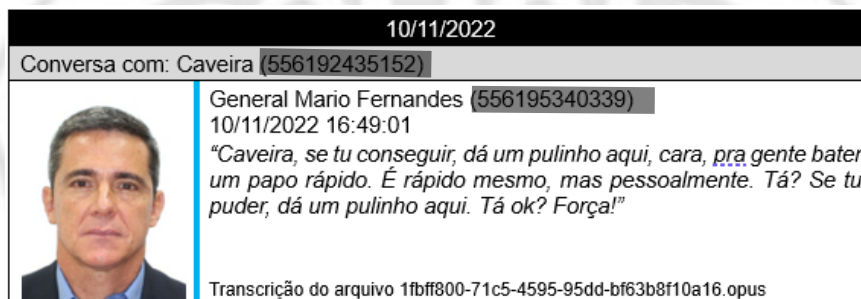 10/11/2022
Conversa com: Caveira (556192435152)
General Mario Fernandes (556195340339)
10/11/2022 16:49:01
“Caveira, se tu conseguir, dá um pulinho aqui, cara, pra gente bater
um papo rápido. É rápido mesmo, mas pessoalmente. Tá? Se tu
puder, dá um pulinho aqui. Tá ok? Força!”
Transcrição do arquivo 1fbff800-71c5-4595-95dd-bf63b8f10a16.opus